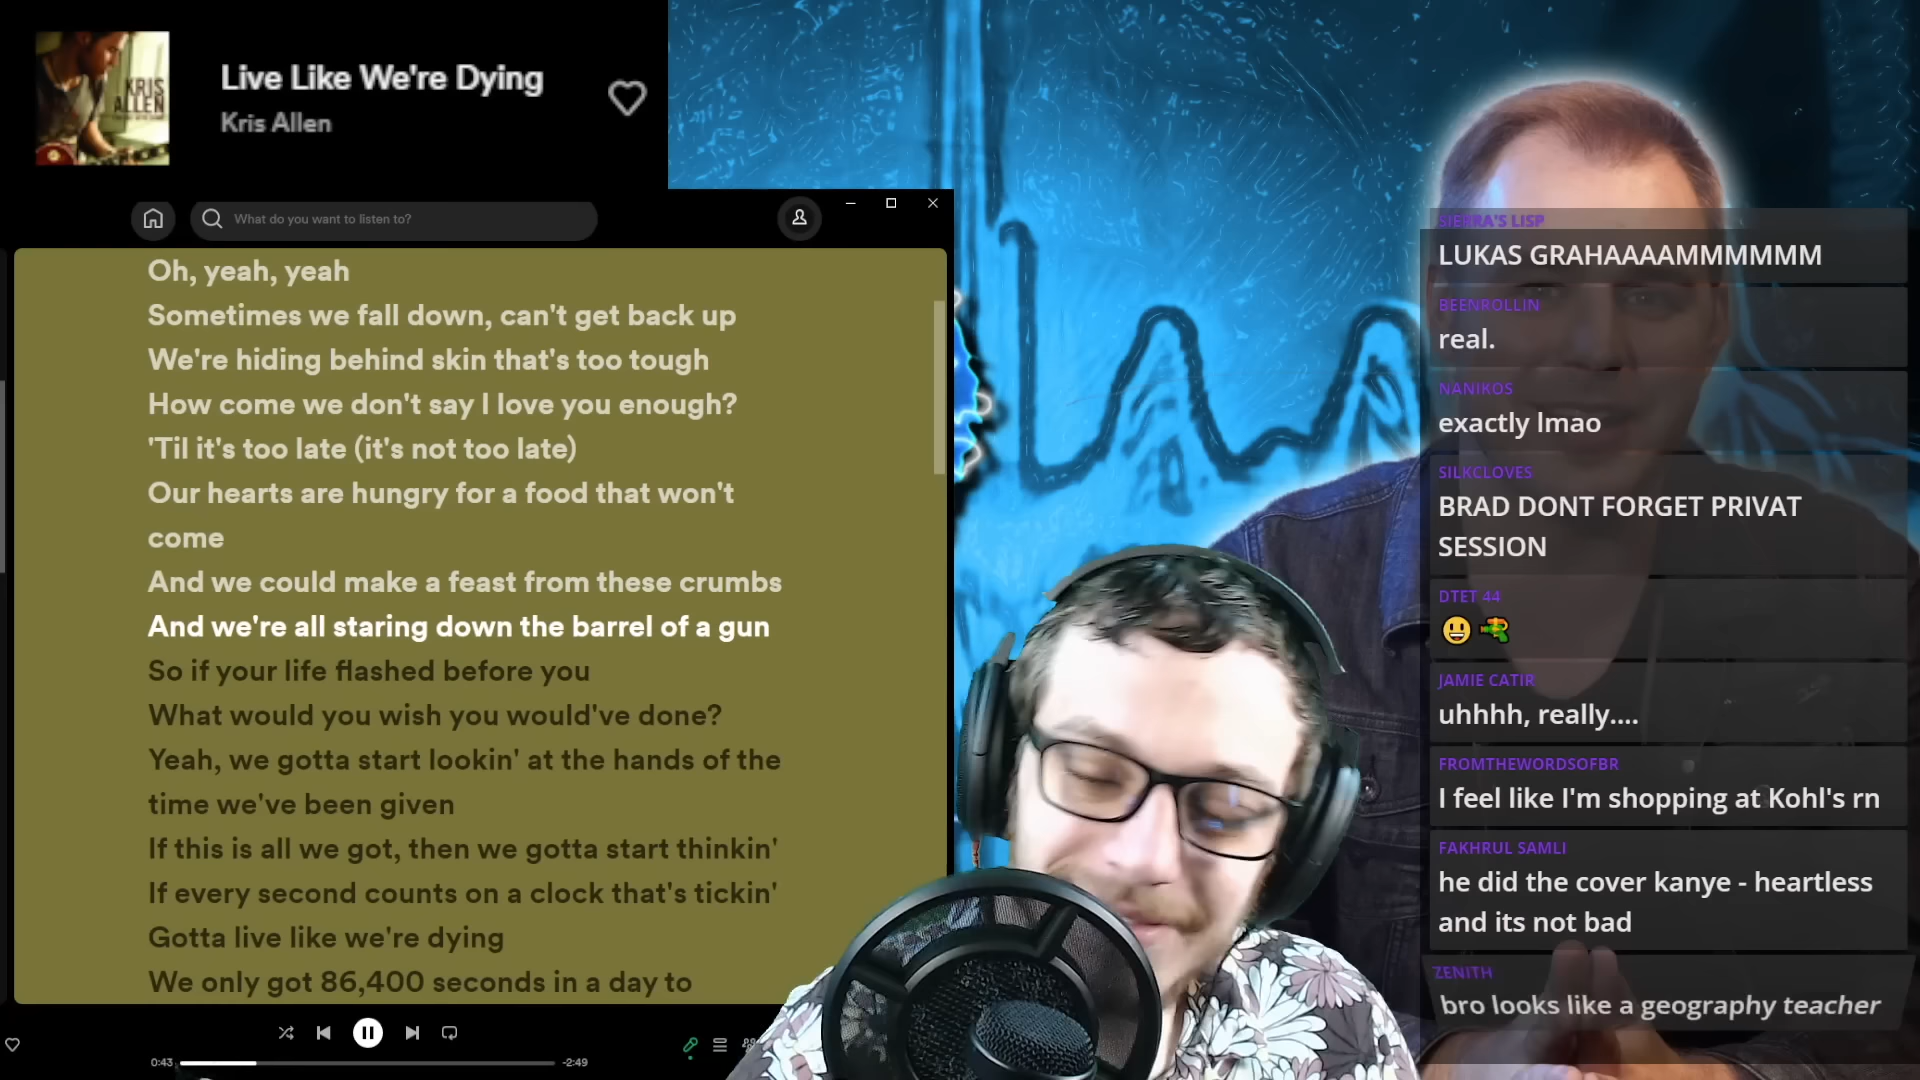 KRIS
ALLEN
Live Like We're Dying
Kris Allen
What do you want to listen to?
Oh, yeah, yeah
Sometimes we fall down, can't get back up
We're hiding behind skin that's too tough
How come we don't say I love you enough?
'Til it's too late (it's not too late)
Our hearts are hungry for a food that won't
come
And we could make a feast from these crumbs
And we're all staring down the barrel of a gun
So if your life flashed before you
What would you wish you would've done?
Yeah, we gotta start lookin' at the hands of the
time we've been given
If this is all we got, then we gotta start thinkin'
If every second counts on a clock that's tickin'
Gotta live like we're dying
We only got 86,400 seconds in a day to
0:43
-2:49
SIERRA'S LISP
LUKAS GRAHAAAAMMMMMM
BEENROLLIN
real.
NANIKOS
exactly lmao
SILKCLOVES
BRAD DONT FORGET PRIVAT
SESSION
DTET 44
JAMIE CATIR
uhhhh, really....
FROMTHEWORDSOFBR
I feel like I'm shopping at Kohl's rn
FAKHRUL SAMLI
he did the cover kanye - heartless
and its not bad
ZENITH
bro looks like a geography teacher